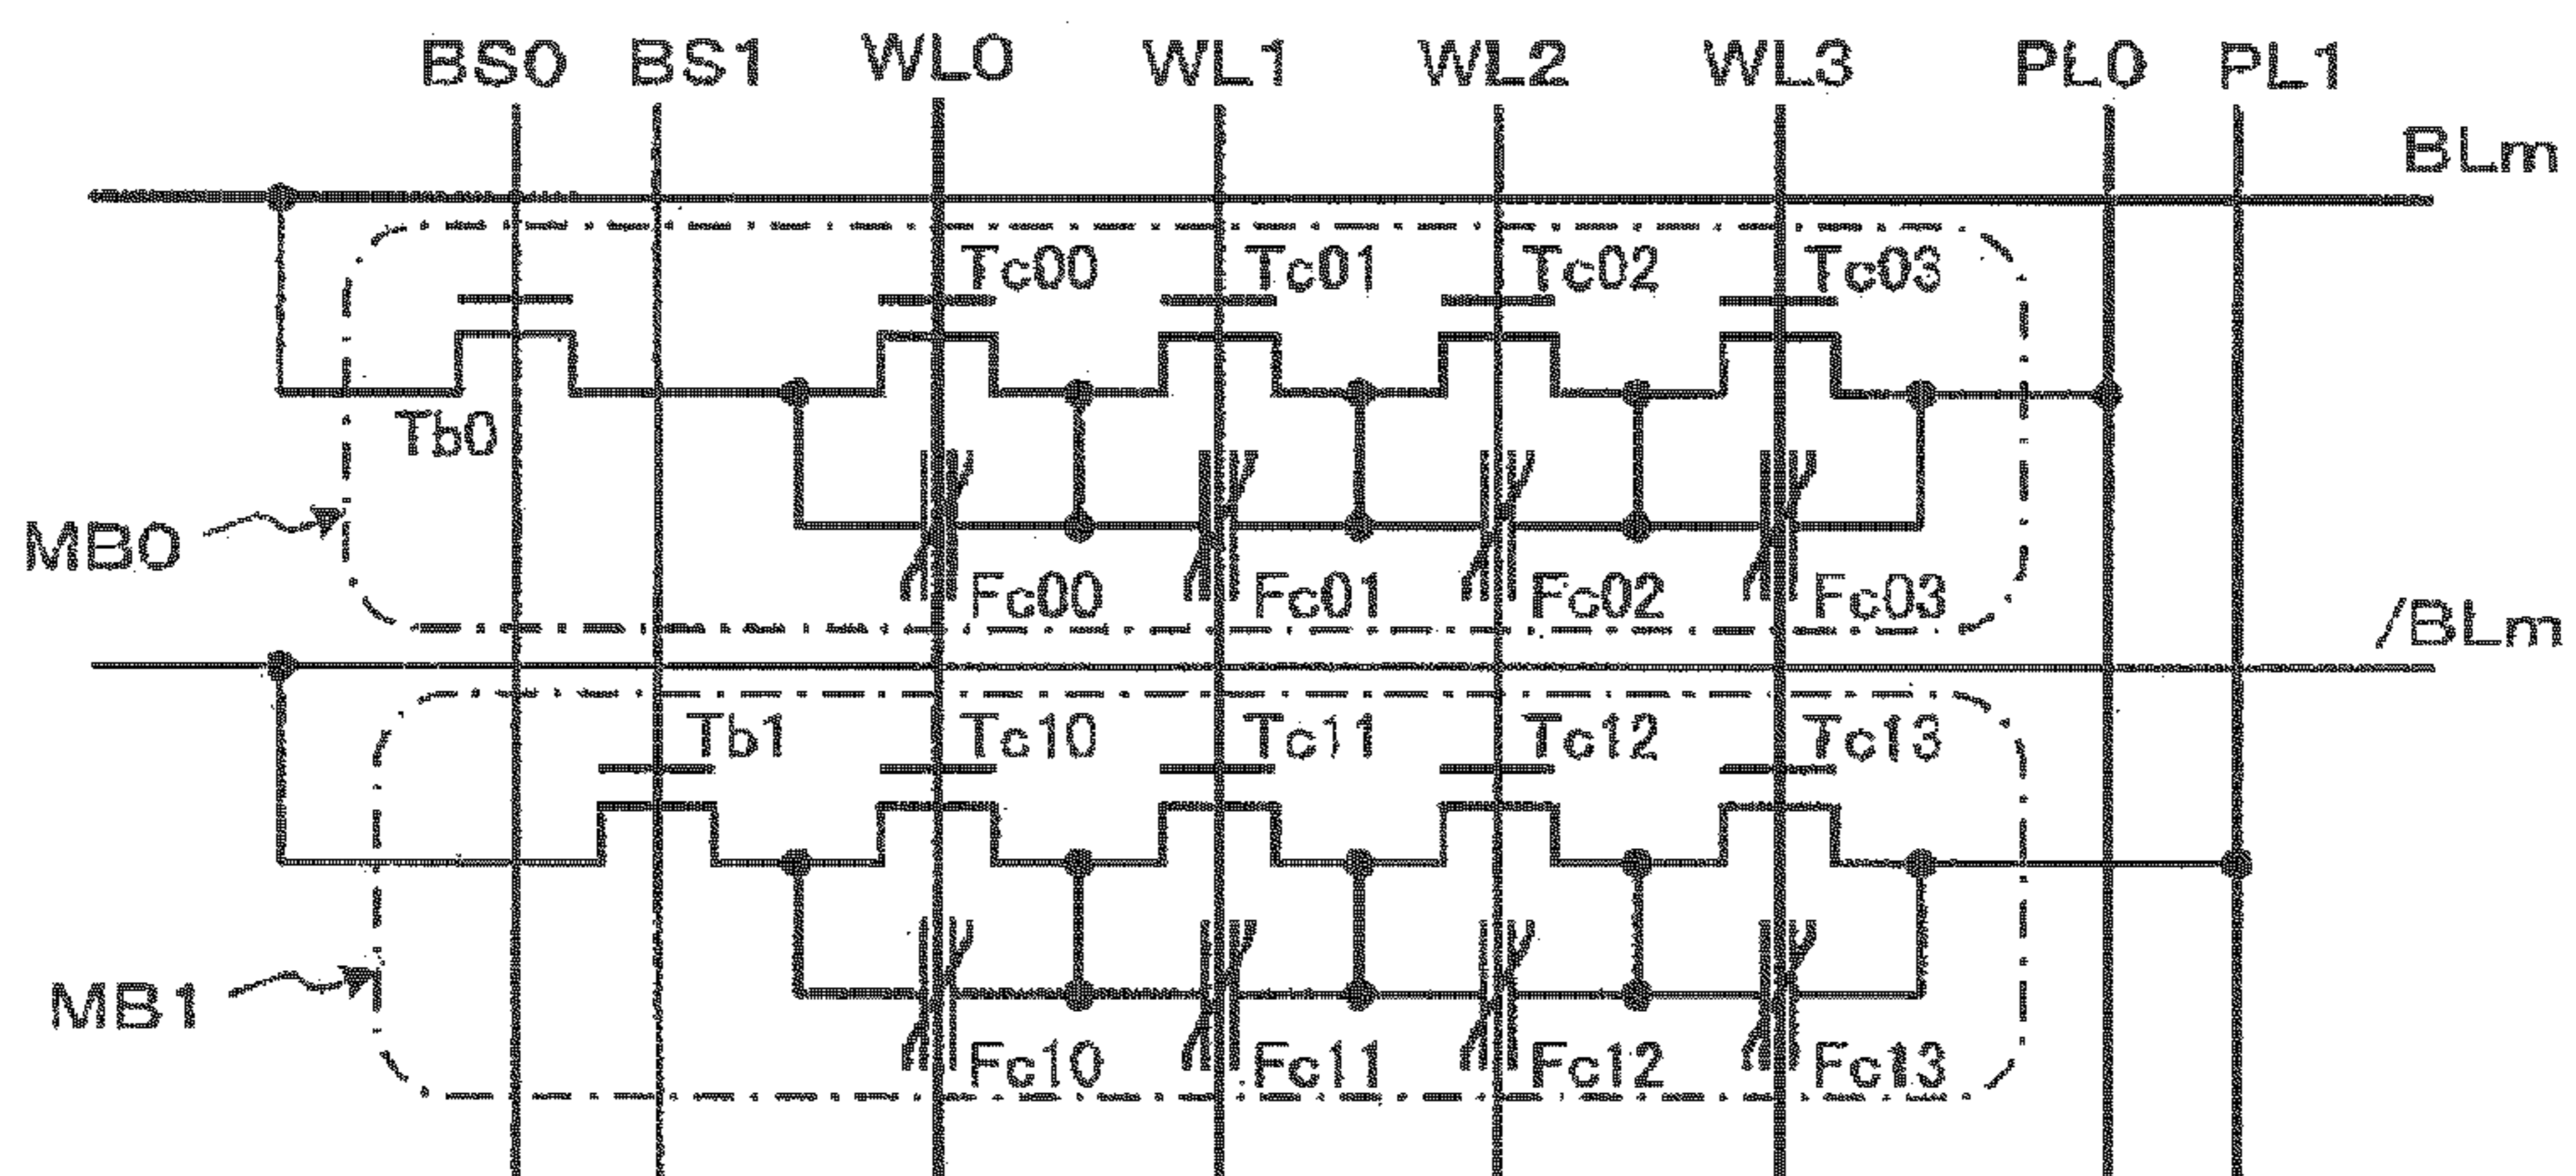 BS0 BS1 WL0 WL1 WL2 WL3 PL0 PL1
BLm
Tc00 Tc01 Tc02 Tc03
Tb0
MB0
Fc00 Fc01 Fc02 Fc03
/BLm
Tb1 Tc10 Tc11 Tc12 Tc13
MB1
Fc10 Fc11 Fc12 Fc13